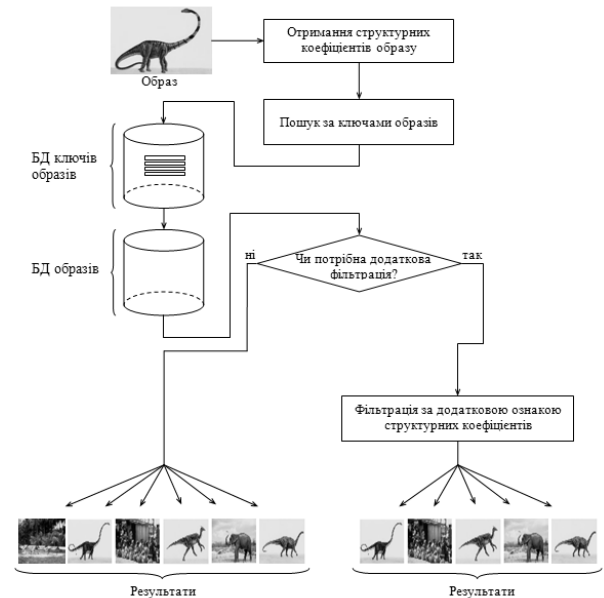 Отримання структурних
коефіцієнтів образу
Образ
Пошук за ключами образів
БД ключів
образів
БД образів
ні
Чи потрібна додаткова
фільтрація?
так
Фільтрація за додатковою ознакою
структурних коефіцієнтів
Результати
Результати